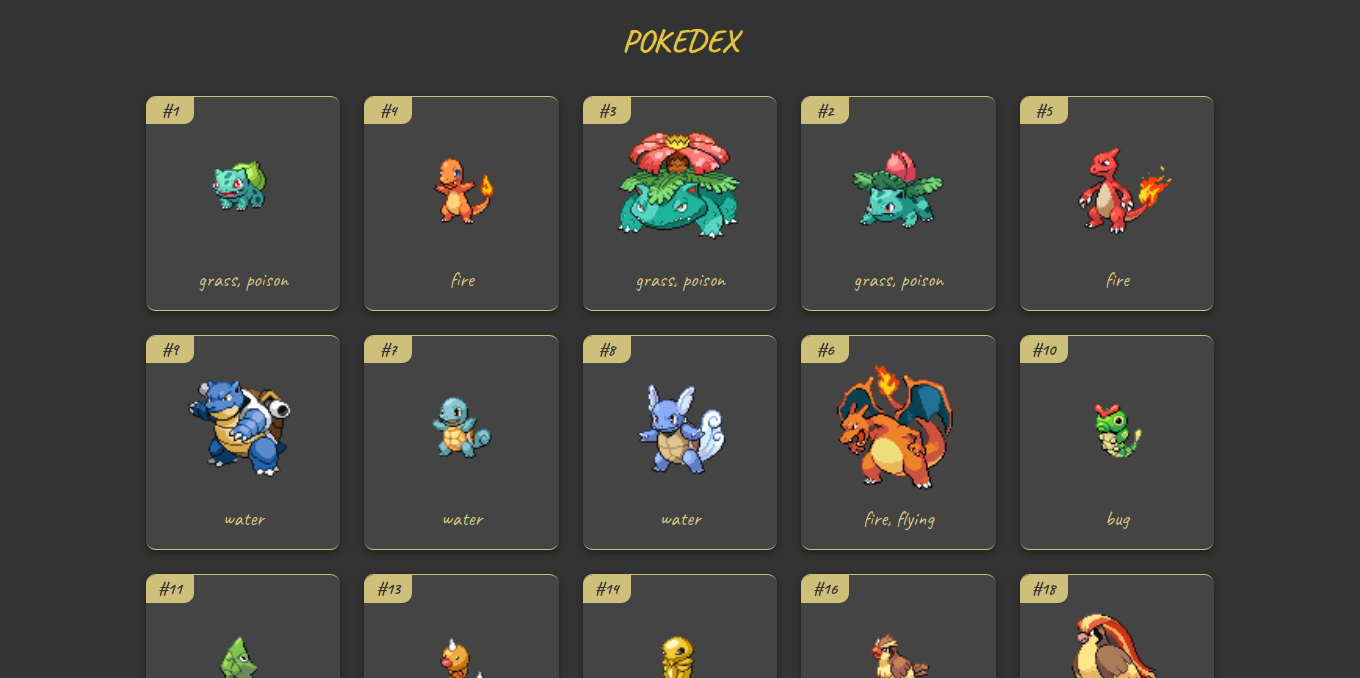 POKEDEX
#1
#4
#3
#2
#5
grass, poison
fire
grass, poison
grass, poison
fire
#9
#7
#8
#6
#10
water
water
water
fire, flying
bug
#11
#13
#14
#16
#18